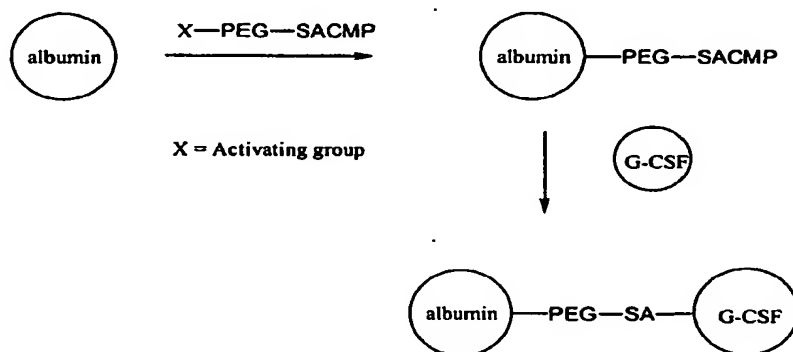 X—PEG—SACMP
albumin
albumin—PEG—SACMP
X = Activating group
G-CSF
albumin—PEG—SA—G-CSF